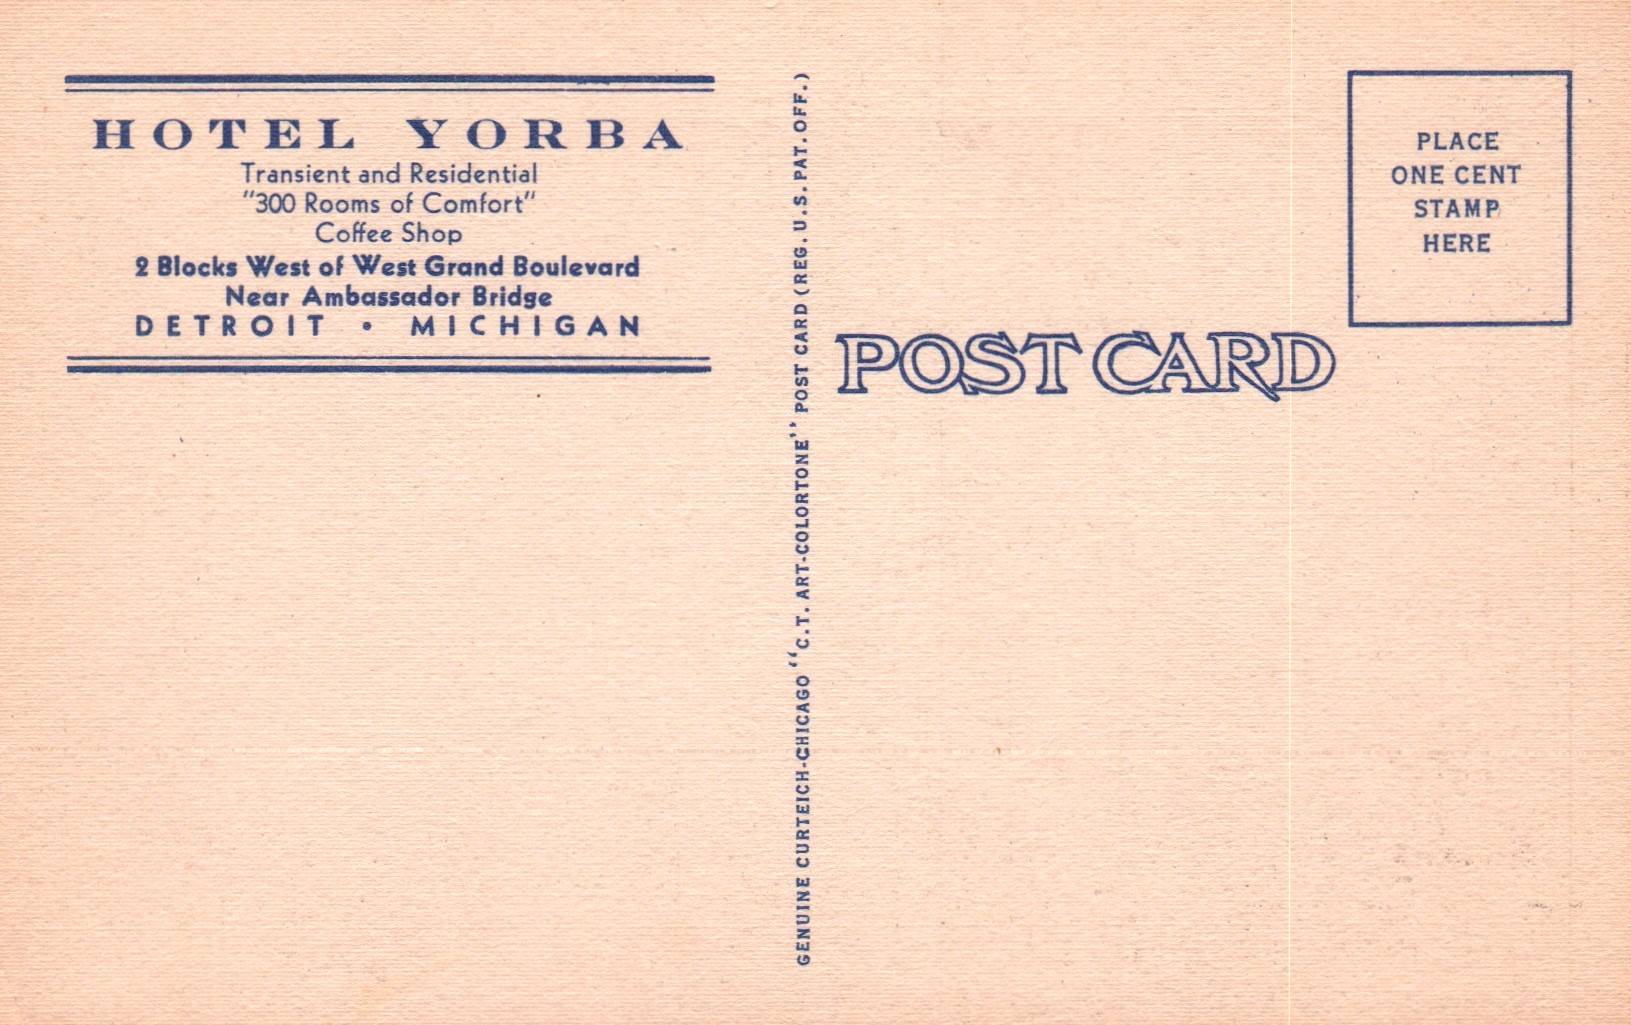 HOTEL YORBA
Transient and Residential
"300 Rooms of Comfort"
Coffee Shop
2 Blocks West of West Grand Boulevard
Near Ambassador Bridge
DETROIT • MICHIGAN
GENUINE CURTEICH-CHICAGO "C.T. ART-COLORTONE" POST CARD (REG. U.S. PAT. OFF.)
POST CARD
PLACE
ONE CENT
STAMP
HERE